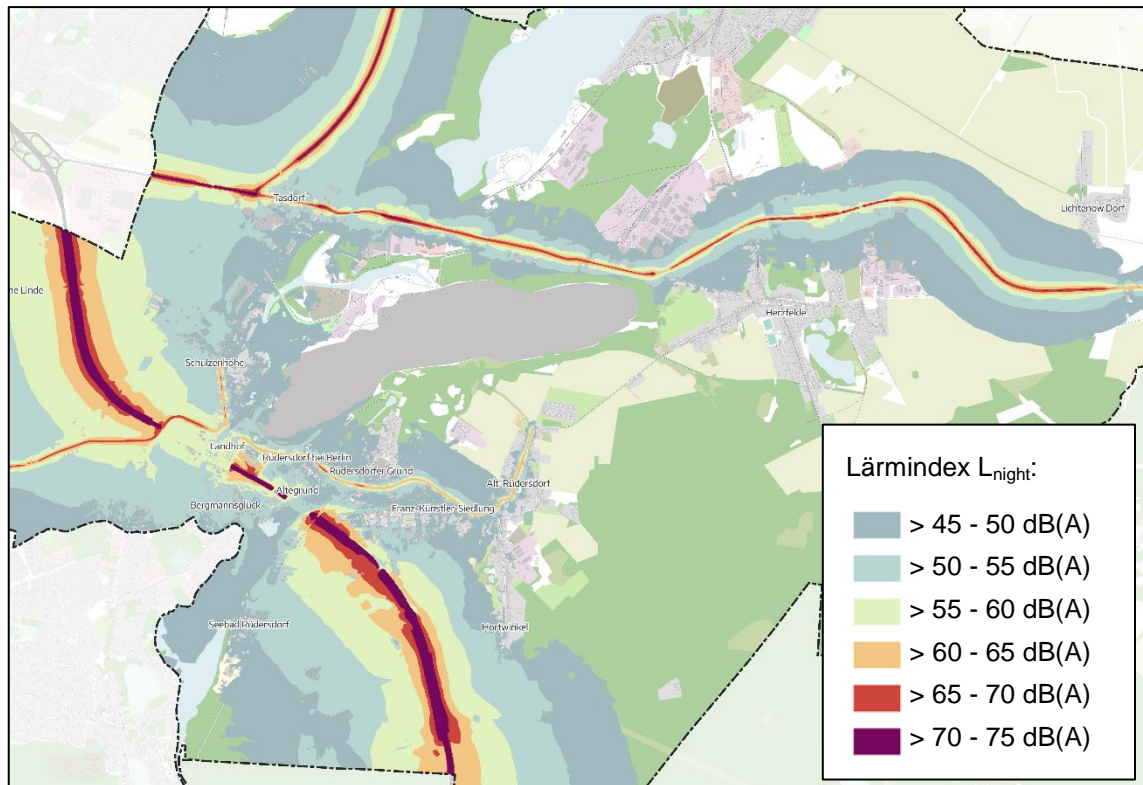 Tasdorf
Lichtenow Dorf
ne Linde
Herzfelde
Schulzenhöhe
Landhof
Rüdersdorf bei Berlin
Rüdersdorfer Grund
Altegrund
Alt-Rüdersdorf
Bergmannsglück
Franz-Künstler-Siedlung
Seebad Rüdersdorf
Hortwinkel
Lärmindex Lnight:
> 45 - 50 dB(A)
> 50 - 55 dB(A)
> 55 - 60 dB(A)
> 60 - 65 dB(A)
> 65 - 70 dB(A)
> 70 - 75 dB(A)